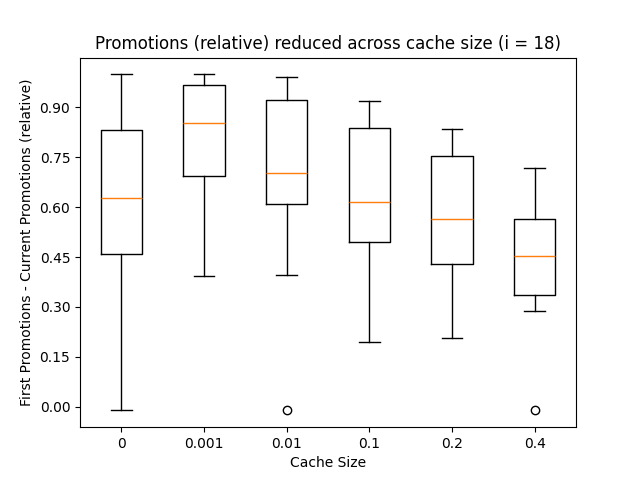 Promotions (relative) reduced across cache size (i = 18)
First Promotions - Current Promotions (relative)
0.90
0.75
0.60
0.45
0.30
0.15
0.00
0 0.001 0.01 0.1 0.2 0.4
Cache Size